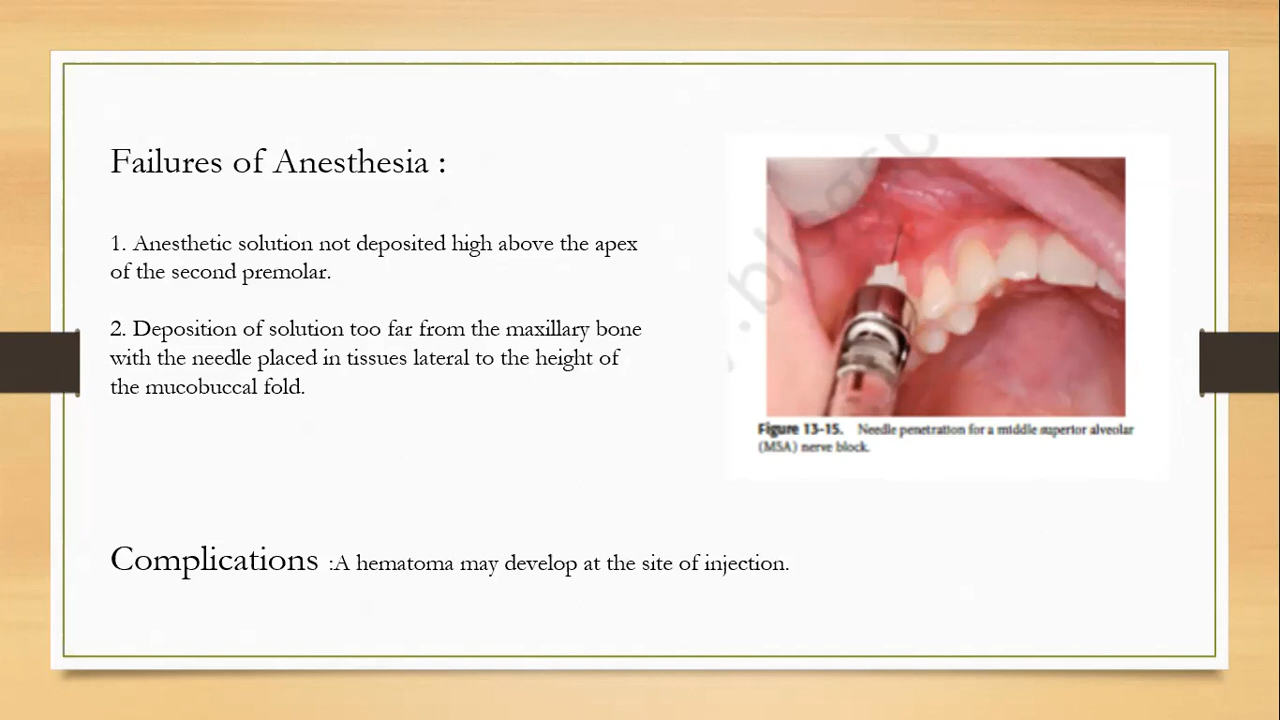 Failures of Anesthesia :
1. Anesthetic solution not deposited high above the apex
of the second premolar.
2. Deposition of solution too far from the maxillary bone
with the needle placed in tissues lateral to the height of
the mucobuccal fold.
Figure 13-15. Needle penetration for a middle superior alveolar
(MSA) nerve block.
Complications :A hematoma may develop at the site of injection.